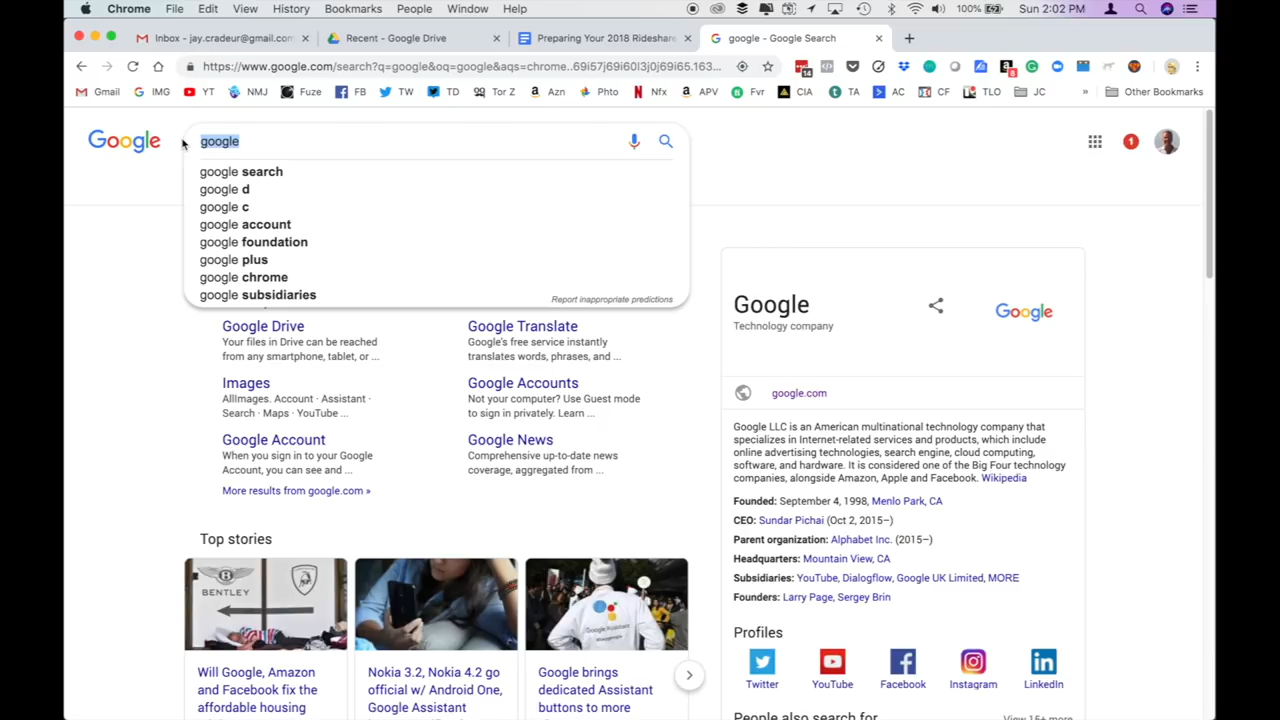 Chrome File Edit View History Bookmarks People Window Help 100% Sun 2:02 PM
Inbox - jay.cradeur@gmail.com Recent - Google Drive Preparing Your 2018 Rideshare google - Google Search
https://www.google.com/search?q=google&oq=google&aqs=chrome..69i57j69i60l3j0j69i65.163...
Gmail IMG YT NMJ Fuze FB TW TD Tor Z Azn Phto Nfx APV Fvr CIA TA AC CF TLO JC » Other Bookmarks
Google google 1
google search
google d
google c
google account
google foundation
google plus
google chrome
google subsidiaries
Report inappropriate predictions
Google Drive
Your files in Drive can be reached
from any smartphone, tablet, or ...
Google Translate
Google's free service instantly
translates words, phrases, and ...
Images
AllImages. Account · Assistant ·
Search · Maps · YouTube ...
Google Accounts
Not your computer? Use Guest mode
to sign in privately. Learn ...
Google Account
When you sign in to your Google
Account, you can see and ...
Google News
Comprehensive up-to-date news
coverage, aggregated from ...
More results from google.com »
Top stories
BENTLEY
Google Assistant
Will Google, Amazon
and Facebook fix the
affordable housing
Nokia 3.2, Nokia 4.2 go
official w/ Android One,
Google Assistant
Google brings
dedicated Assistant
buttons to more
Google
Technology company
Google
google.com
Google LLC is an American multinational technology company that
specializes in Internet-related services and products, which include
online advertising technologies, search engine, cloud computing,
software, and hardware. It is considered one of the Big Four technology
companies, alongside Amazon, Apple and Facebook. Wikipedia
Founded: September 4, 1998, Menlo Park, CA
CEO: Sundar Pichai (Oct 2, 2015–)
Parent organization: Alphabet Inc. (2015–)
Headquarters: Mountain View, CA
Subsidiaries: YouTube, Dialogflow, Google UK Limited, MORE
Founders: Larry Page, Sergey Brin
Profiles
Twitter YouTube Facebook Instagram LinkedIn
People also search for View 15+ more